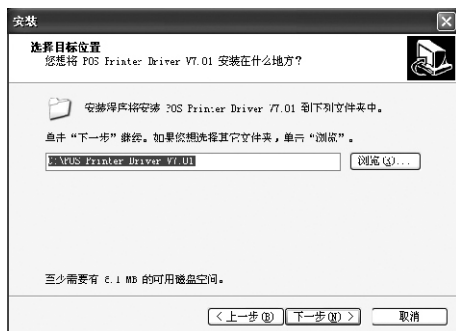 安装
选择目标位置
您想将 POS Printer Driver V7.01 安装在什么地方?
安装程序将安装 POS Printer Driver V7.01 到下列文件夹中。
单击“下一步”继续。如果您想选择其它文件夹，单击“浏览”。
C:\POS Printer Driver V7.01
浏览(R)...
至少需要有 6.1 MB 的可用磁盘空间。
< 上一步(B)
下一步(N) >
取消